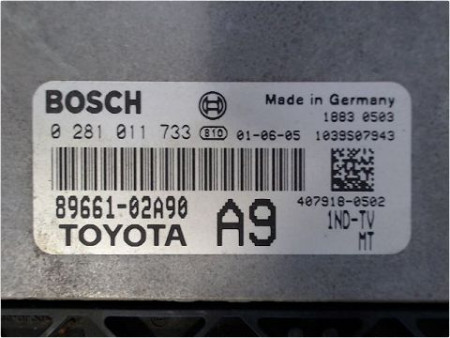 BOSCH Made in Germany
1883 0503
0 281 011 733 810 01-06-05 1039S07943
407918-0502
89661-02A90 A9 1ND-TV
TOYOTA MT